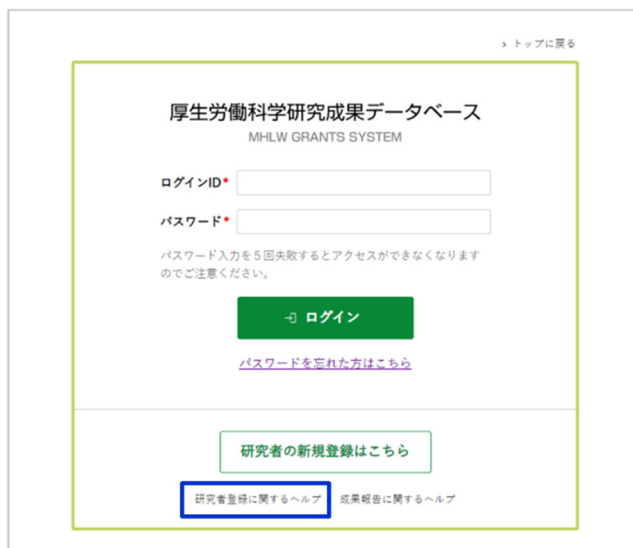 › トップに戻る
厚生労働科学研究成果データベース
MHLW GRANTS SYSTEM
ログインID*
パスワード*
パスワード入力を5回失敗するとアクセスができなくなります
のでご注意ください。
ログイン
パスワードを忘れた方はこちら
研究者の新規登録はこちら
研究者登録に関するヘルプ 成果報告に関するヘルプ